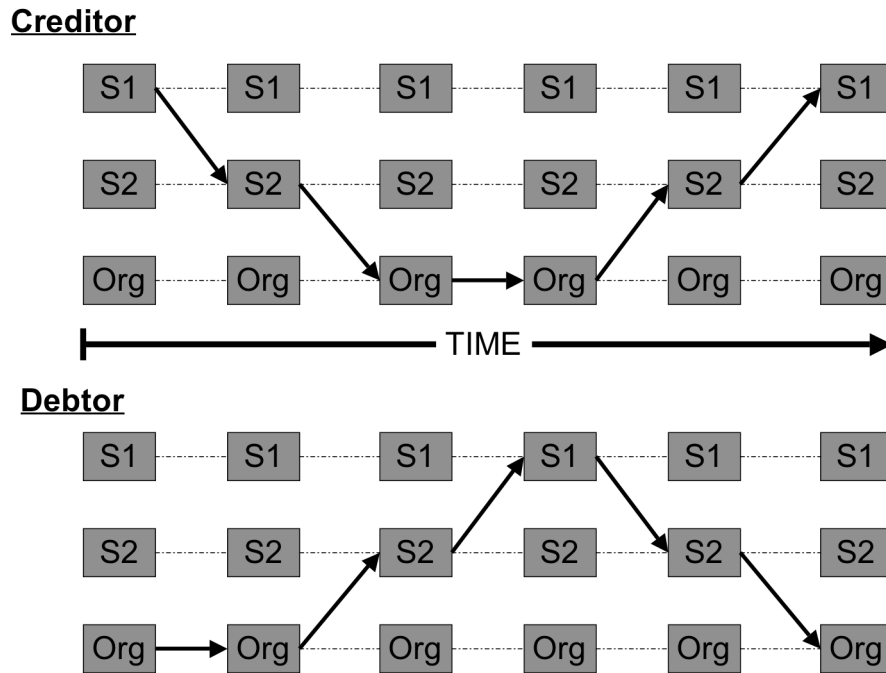 Creditor
S1 S1 S1 S1 S1 S1
S2 S2 S2 S2 S2 S2
Org Org Org Org Org Org
TIME
Debtor
S1 S1 S1 S1 S1 S1
S2 S2 S2 S2 S2 S2
Org Org Org Org Org Org